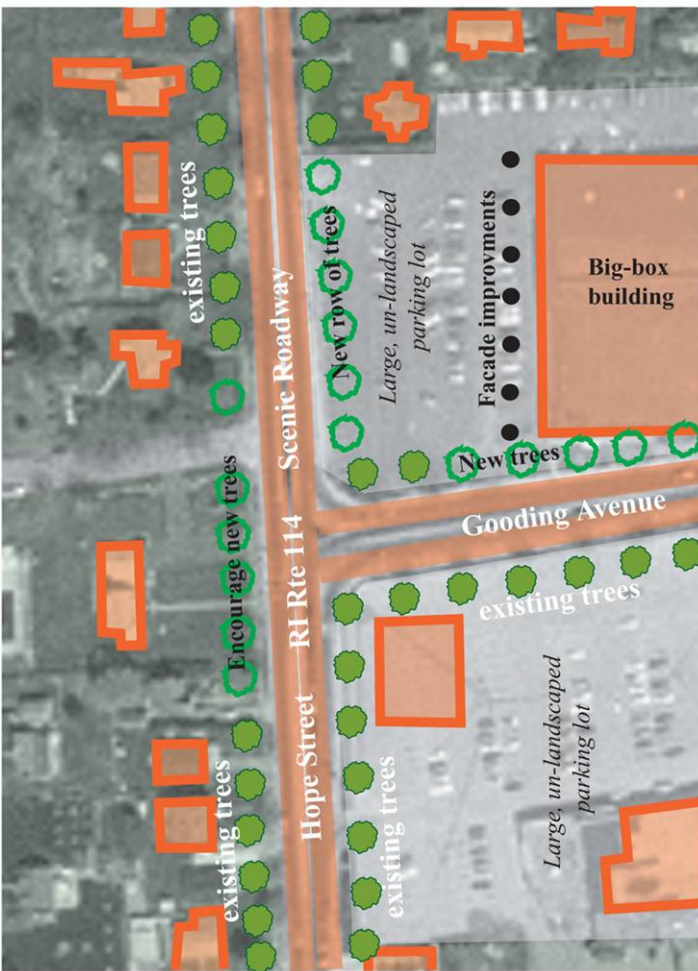 existing trees
Scenic Roadway
New row of trees
Large, un-landscaped
parking lot
Facade improvments
Big-box
building
New trees
Gooding Avenue
Encourage new trees
RI Rte 114
existing trees
Hope Street
existing trees
existing trees
Large, un-landscaped
parking lot